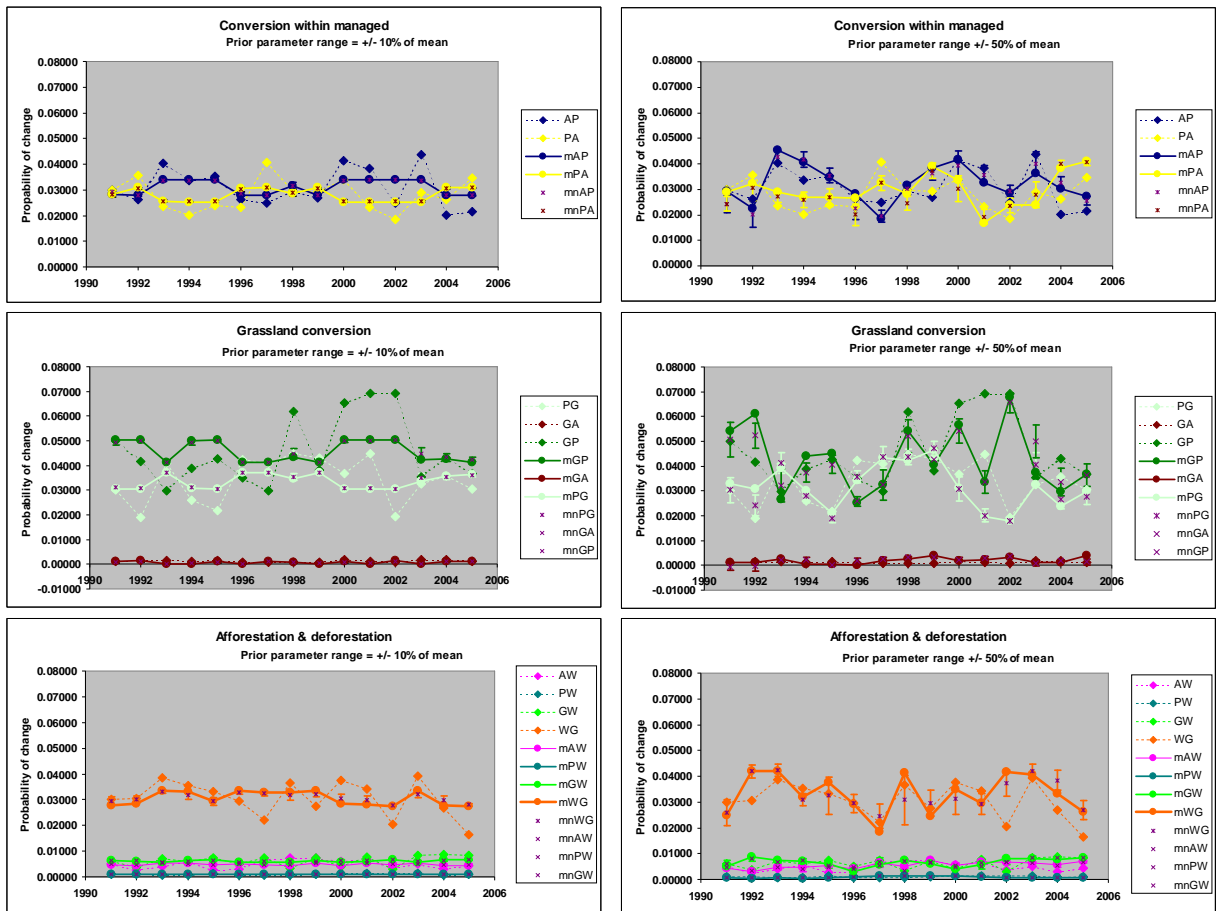 Conversion within managed
Prior parameter range = +/- 10% of mean
Propability of change
0.08000
0.07000
0.06000
0.05000
0.04000
0.03000
0.02000
0.01000
0.00000
1990 1992 1994 1996 1998 2000 2002 2004 2006
AP
PA
mAP
mPA
mnAP
mnPA
Conversion within managed
Prior parameter range +/- 50% of mean
Probability of change
0.08000
0.07000
0.06000
0.05000
0.04000
0.03000
0.02000
0.01000
0.00000
1990 1992 1994 1996 1998 2000 2002 2004 2006
AP
PA
mAP
mPA
mnAP
mnPA
Grassland conversion
Prior parameter range = +/- 10% of mean
Probability of change
0.08000
0.07000
0.06000
0.05000
0.04000
0.03000
0.02000
0.01000
0.00000
-0.01000
1990 1992 1994 1996 1998 2000 2002 2004 2006
PG
GA
GP
mGP
mGA
mPG
mnPG
mnGA
mnGP
Grassland conversion
Prior parameter range +/- 50% of mean
Probability of change
0.08000
0.07000
0.06000
0.05000
0.04000
0.03000
0.02000
0.01000
0.00000
-0.01000
1990 1992 1994 1996 1998 2000 2002 2004 2006
PG
GA
GP
mGP
mGA
mPG
mnPG
mnGA
mnGP
Afforestation & deforestation
Prior parameter range = +/- 10% of mean
Probability of change
0.08000
0.07000
0.06000
0.05000
0.04000
0.03000
0.02000
0.01000
0.00000
1990 1992 1994 1996 1998 2000 2002 2004 2006
AW
PW
GW
WG
mAW
mPW
mGW
mWG
mnWG
mnAW
mnPW
mnGW
Afforestation & deforestation
Prior parameter range +/- 50% of mean
Probability of change
0.08000
0.07000
0.06000
0.05000
0.04000
0.03000
0.02000
0.01000
0.00000
1990 1992 1994 1996 1998 2000 2002 2004 2006
AW
PW
GW
WG
mAW
mPW
mGW
mWG
mnWG
mnAW
mnPW
mnGW